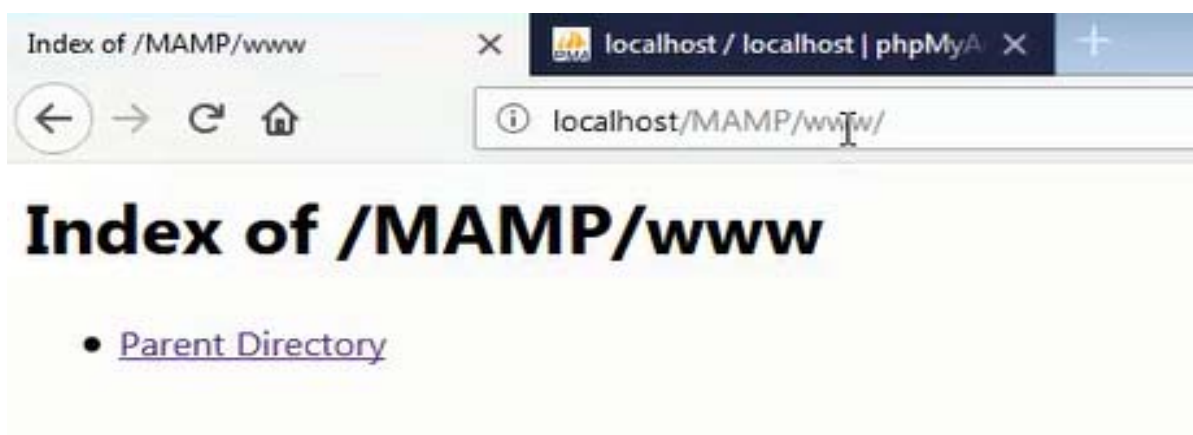 Index of /MAMP/www
localhost / localhost | phpMyA
localhost/MAMP/www/
Index of /MAMP/www
Parent Directory